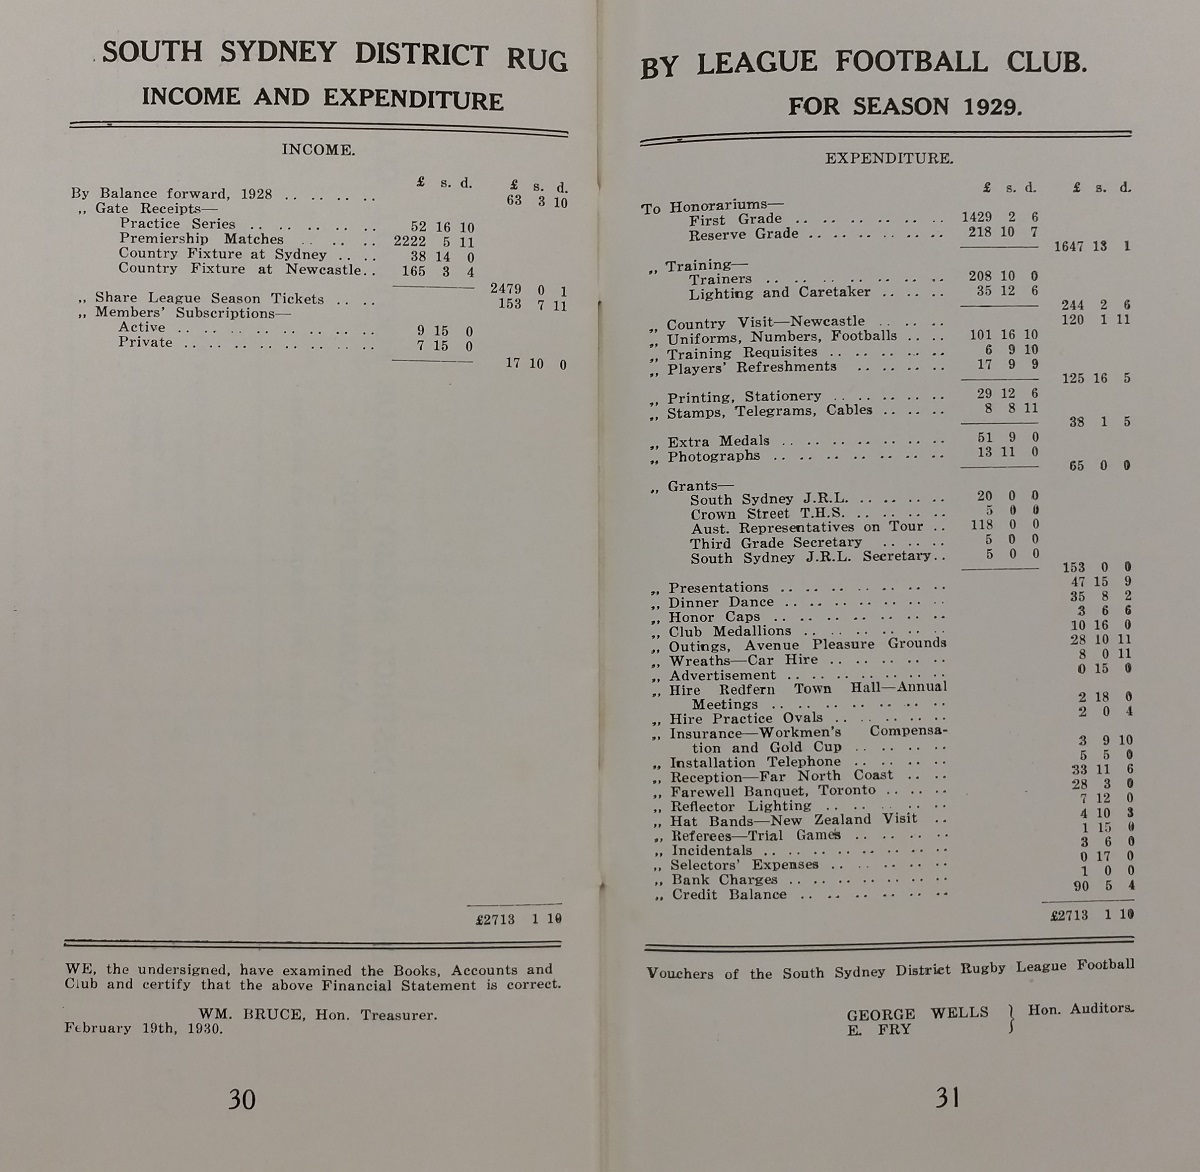 SOUTH SYDNEY DISTRICT RUG
INCOME AND EXPENDITURE
INCOME.
£ s. d. £ s. d.
By Balance forward, 1928 .. .. .. .. 63 3 10
„ Gate Receipts—
Practice Series .. .. .. .. .. 52 16 10
Premiership Matches .. .. .. 2222 5 11
Country Fixture at Sydney .. .. 38 14 0
Country Fixture at Newcastle.. 165 3 4
2479 0 1
„ Share League Season Tickets .. .. 153 7 11
„ Members' Subscriptions—
Active .. .. .. .. .. .. .. .. 9 15 0
Private .. .. .. .. .. .. .. .. 7 15 0
17 10 0
£2713 1 10
WE, the undersigned, have examined the Books, Accounts and
Club and certify that the above Financial Statement is correct.
WM. BRUCE, Hon. Treasurer.
February 19th, 1930.
30
BY LEAGUE FOOTBALL CLUB.
FOR SEASON 1929.
EXPENDITURE.
£ s. d. £ s. d.
To Honorariums—
First Grade .. .. .. .. .. .. 1429 2 6
Reserve Grade .. .. .. .. .. .. 218 10 7
1647 13 1
„ Training—
Trainers .. .. .. .. .. .. .. 208 10 0
Lighting and Caretaker .. .. .. 35 12 6
244 2 6
„ Country Visit—Newcastle .. .. .. 120 1 11
„ Uniforms, Numbers, Footballs .. .. 101 16 10
„ Training Requisites .. .. .. .. .. 6 9 10
„ Players' Refreshments .. .. .. .. 17 9 9
125 16 5
„ Printing, Stationery .. .. .. .. .. 29 12 6
„ Stamps, Telegrams, Cables .. .. .. 8 8 11
38 1 5
„ Extra Medals .. .. .. .. .. .. .. 51 9 0
„ Photographs .. .. .. .. .. .. .. 13 11 0
65 0 0
„ Grants—
South Sydney J.R.L. .. .. .. .. 20 0 0
Crown Street T.H.S. .. .. .. .. 5 0 0
Aust. Representatives on Tour .. 118 0 0
Third Grade Secretary .. .. .. 5 0 0
South Sydney J.R.L. Secretary.. 5 0 0
153 0 0
„ Presentations .. .. .. .. .. .. .. 47 15 9
„ Dinner Dance .. .. .. .. .. .. .. 35 8 2
„ Honor Caps .. .. .. .. .. .. .. 3 6 6
„ Club Medallions .. .. .. .. .. .. 10 16 0
„ Outings, Avenue Pleasure Grounds 28 10 11
„ Wreaths—Car Hire .. .. .. .. .. 8 0 11
„ Advertisement .. .. .. .. .. .. .. 0 15 0
„ Hire Redfern Town Hall—Annual
Meetings .. .. .. .. .. .. .. 2 18 0
„ Hire Practice Ovals .. .. .. .. .. 2 0 4
„ Insurance—Workmen's Compensa-
tion and Gold Cup .. .. .. .. 3 9 10
„ Installation Telephone .. .. .. .. 5 5 0
„ Reception—Far North Coast .. .. 33 11 6
„ Farewell Banquet, Toronto .. .. .. 28 3 0
„ Reflector Lighting .. .. .. .. .. 7 12 0
„ Hat Bands—New Zealand Visit .. 4 10 3
„ Referees—Trial Games .. .. .. .. 1 15 0
„ Incidentals .. .. .. .. .. .. .. .. 3 6 0
„ Selectors' Expenses .. .. .. .. .. 0 17 0
„ Bank Charges .. .. .. .. .. .. .. 1 0 0
„ Credit Balance .. .. .. .. .. .. 90 5 4
£2713 1 10
Vouchers of the South Sydney District Rugby League Football
GEORGE WELLS } Hon. Auditors.
E. FRY
31